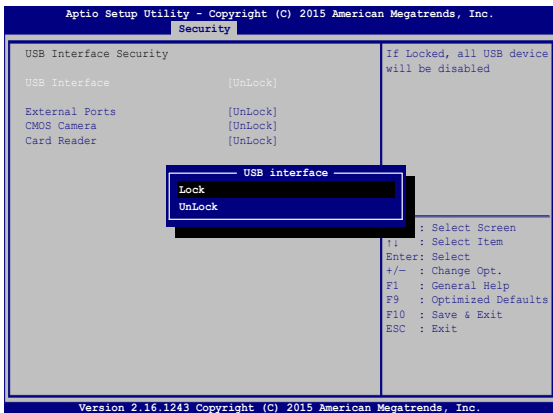 Aptio Setup Utility - Copyright (C) 2015 American Megatrends, Inc.
Security
USB Interface Security
USB Interface [UnLock]
External Ports [UnLock]
CMOS Camera [UnLock]
Card Reader [UnLock]
If Locked, all USB device
will be disabled
USB interface
Lock
UnLock
: Select Screen
↑↓ : Select Item
Enter: Select
+/— : Change Opt.
F1 : General Help
F9 : Optimized Defaults
F10 : Save & Exit
ESC : Exit
Version 2.16.1243 Copyright (C) 2015 American Megatrends, Inc.